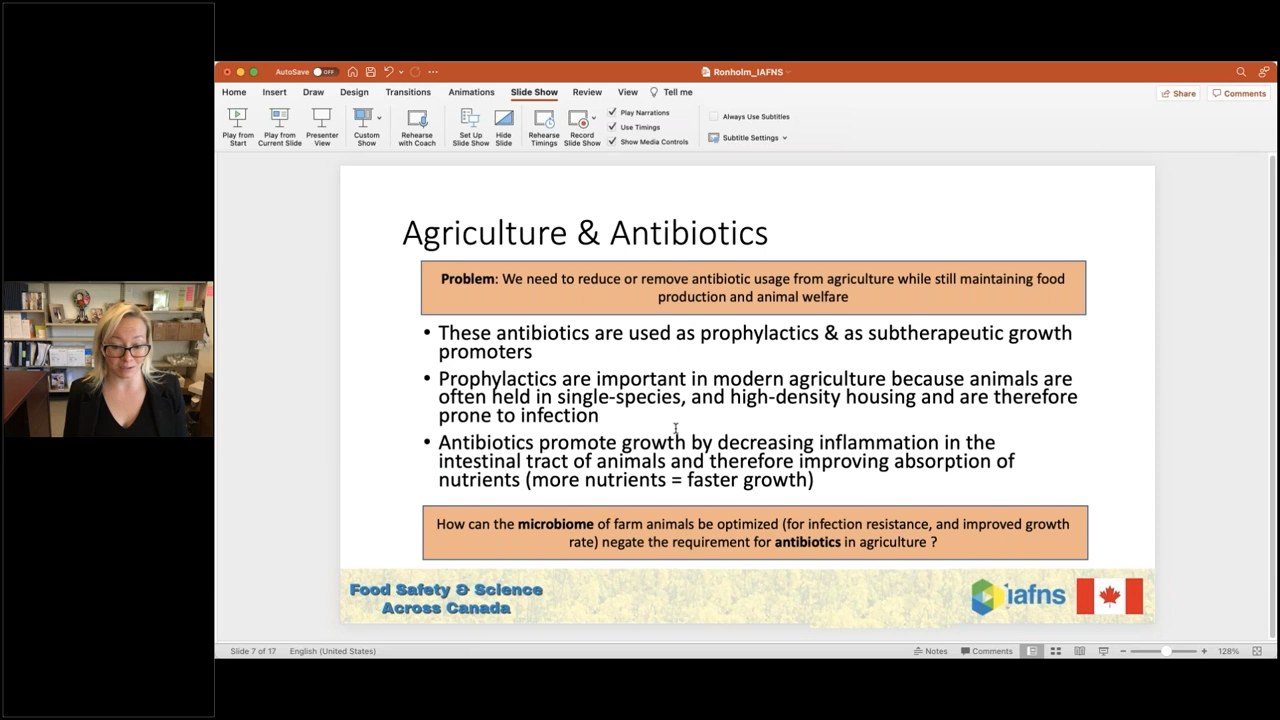 AutoSave OFF
Ronholm_IAFNS
Home Insert Draw Design Transitions Animations Slide Show Review View Tell me
Share Comments
Play from Start
Play from Current Slide
Presenter View
Custom Show
Rehearse with Coach
Set Up Slide Show
Hide Slide
Rehearse Timings
Record Slide Show
Play Narrations
Use Timings
Show Media Controls
Always Use Subtitles
Subtitle Settings
Agriculture & Antibiotics
Problem: We need to reduce or remove antibiotic usage from agriculture while still maintaining food
production and animal welfare
• These antibiotics are used as prophylactics & as subtherapeutic growth
promoters
• Prophylactics are important in modern agriculture because animals are
often held in single-species, and high-density housing and are therefore
prone to infection
• Antibiotics promote growth by decreasing inflammation in the
intestinal tract of animals and therefore improving absorption of
nutrients (more nutrients = faster growth)
How can the microbiome of farm animals be optimized (for infection resistance, and improved growth
rate) negate the requirement for antibiotics in agriculture ?
Food Safety & Science
Across Canada
iafns
Slide 7 of 17 English (United States)
Notes Comments 128%